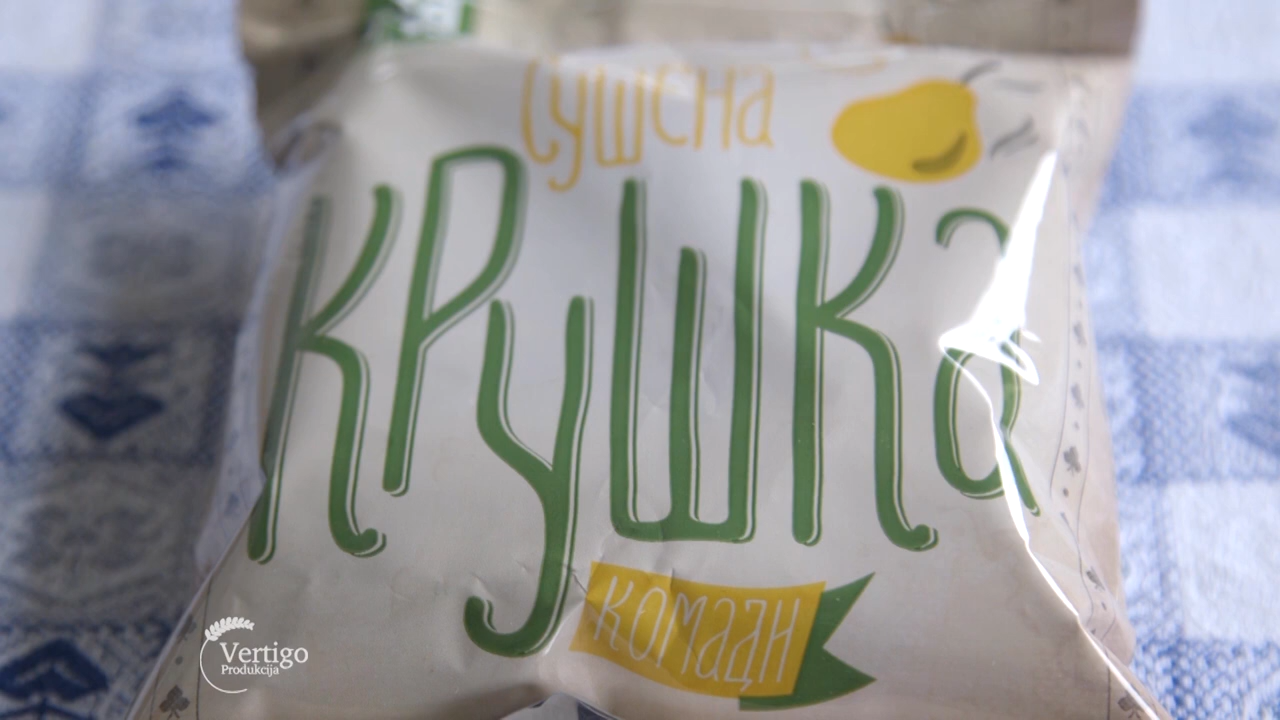 сушена
крушка
комади
Vertigo
Produkcija